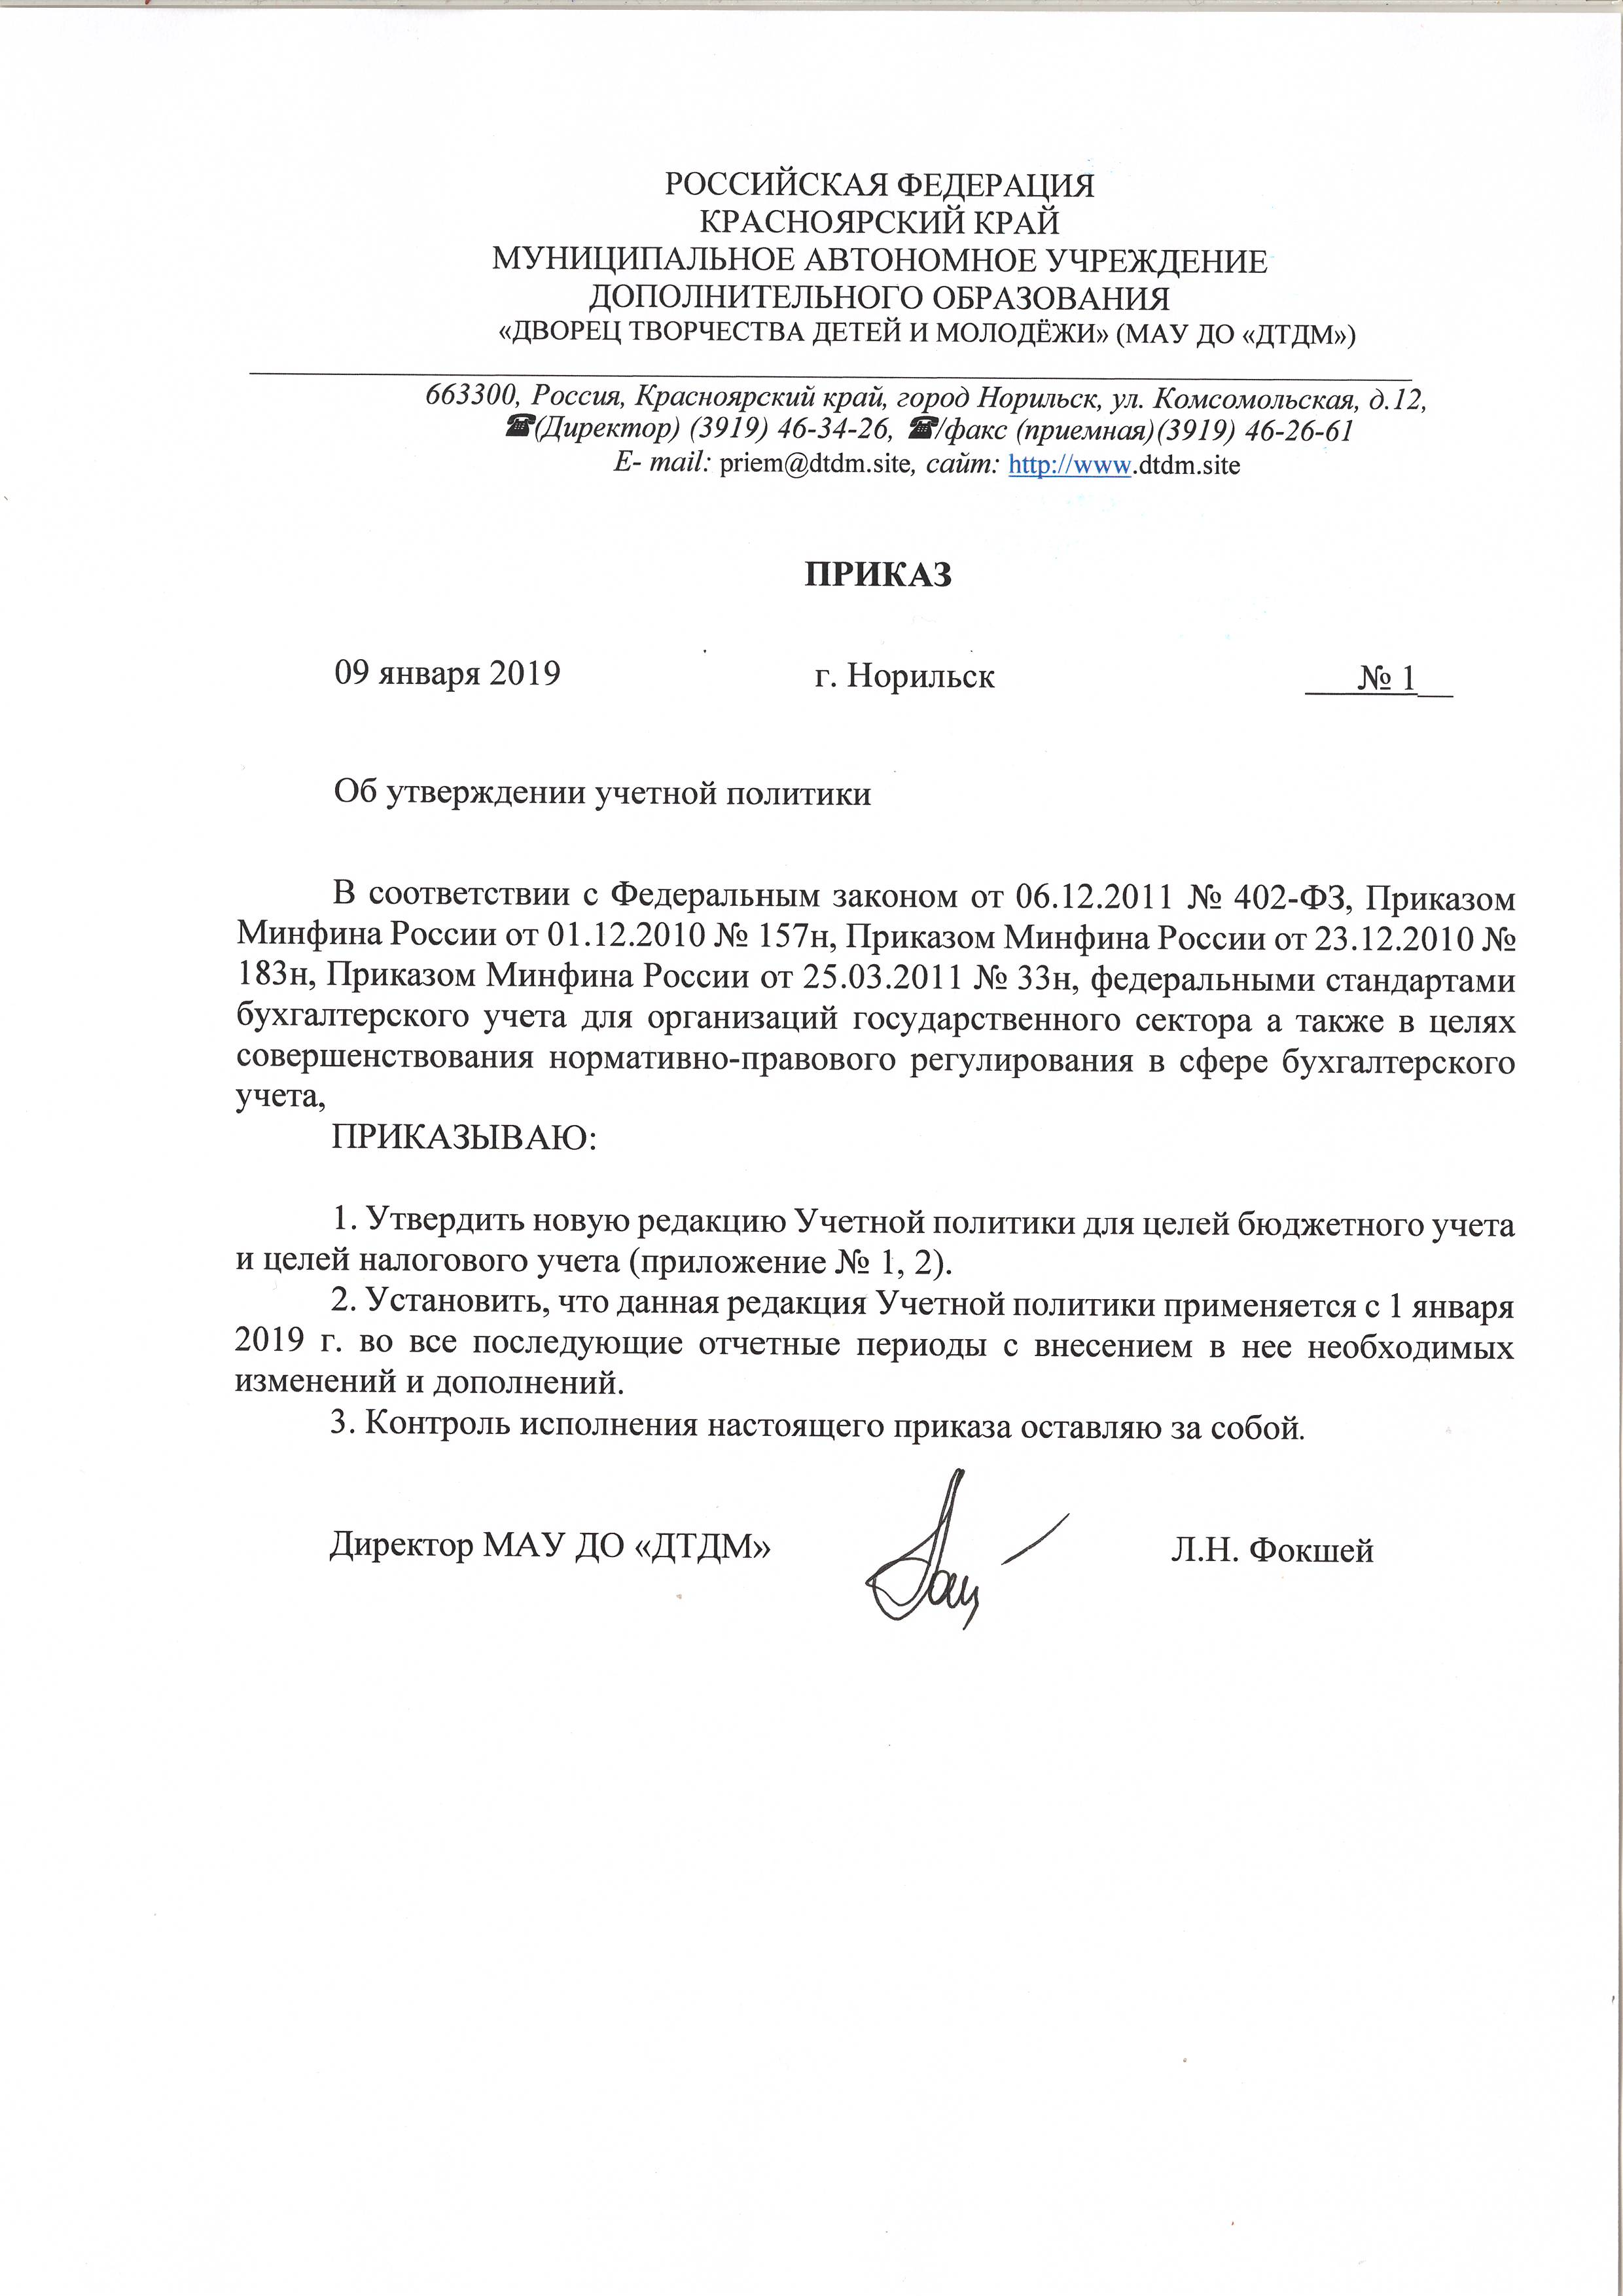 РОССИЙСКАЯ ФЕДЕРАЦИЯ
КРАСНОЯРСКИЙ КРАЙ
МУНИЦИПАЛЬНОЕ АВТОНОМНОЕ УЧРЕЖДЕНИЕ
ДОПОЛНИТЕЛЬНОГО ОБРАЗОВАНИЯ
«ДВОРЕЦ ТВОРЧЕСТВА ДЕТЕЙ И МОЛОДЁЖИ» (МАУ ДО «ДТДМ»)
663300, Россия, Красноярский край, город Норильск, ул. Комсомольская, д.12,
☎(Директор) (3919) 46-34-26, ☎/факс (приемная)(3919) 46-26-61
E- mail: priem@dtdm.site, сайт: http://www.dtdm.site
ПРИКАЗ
09 января 2019 г. Норильск № 1
Об утверждении учетной политики
В соответствии с Федеральным законом от 06.12.2011 № 402-ФЗ, Приказом
Минфина России от 01.12.2010 № 157н, Приказом Минфина России от 23.12.2010 №
183н, Приказом Минфина России от 25.03.2011 № 33н, федеральными стандартами
бухгалтерского учета для организаций государственного сектора а также в целях
совершенствования нормативно-правового регулирования в сфере бухгалтерского
учета,
ПРИКАЗЫВАЮ:
1. Утвердить новую редакцию Учетной политики для целей бюджетного учета
и целей налогового учета (приложение № 1, 2).
2. Установить, что данная редакция Учетной политики применяется с 1 января
2019 г. во все последующие отчетные периоды с внесением в нее необходимых
изменений и дополнений.
3. Контроль исполнения настоящего приказа оставляю за собой.
Директор МАУ ДО «ДТДМ» Л.Н. Фокшей